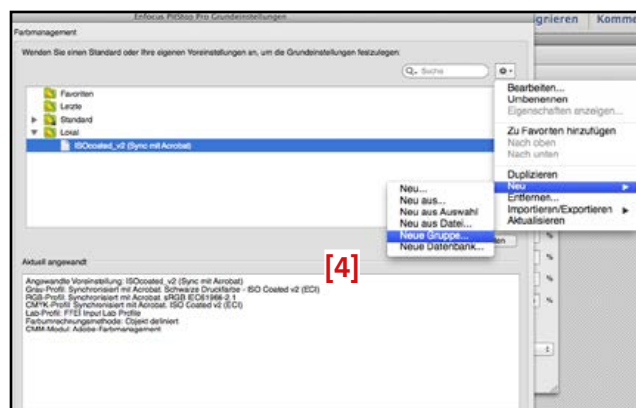 Enfocus PitStop Pro Grundeinstellungen
Farbmanagement
Wenden Sie einen Standard oder Ihre eigenen Voreinstellungen an, um die Grundeinstellungen festzulegen:
Suche
Favoriten
Letzte
Standard
Lokal
ISOcoated_v2 (Sync mit Acrobat)
Bearbeiten...
Umbenennen
Eigenschaften anzeigen...
Zu Favoriten hinzufügen
Nach oben
Nach unten
Duplizieren
Neu
Entfernen...
Importieren/Exportieren
Aktualisieren
Neu...
Neu aus...
Neu aus Auswahl
Neu aus Datei...
Neue Gruppe...
Neue Datenbank...
[4]
Aktuell angewandt
Angewandte Voreinstellung: ISOcoated_v2 (Sync mit Acrobat)
Grau-Profil: Synchronisiert mit Acrobat. Schwarze Druckfarbe - ISO Coated v2 (ECI)
RGB-Profil: Synchronisiert mit Acrobat. sRGB IEC61966-2.1
CMYK-Profil: Synchronisiert mit Acrobat. ISO Coated v2 (ECI)
Lab-Profil: FFEI Input Lab Profile
Farbumrechnungsmethode: Objekt definiert
CMM-Modul: Adobe-Farbmanagement
%
%
%
%